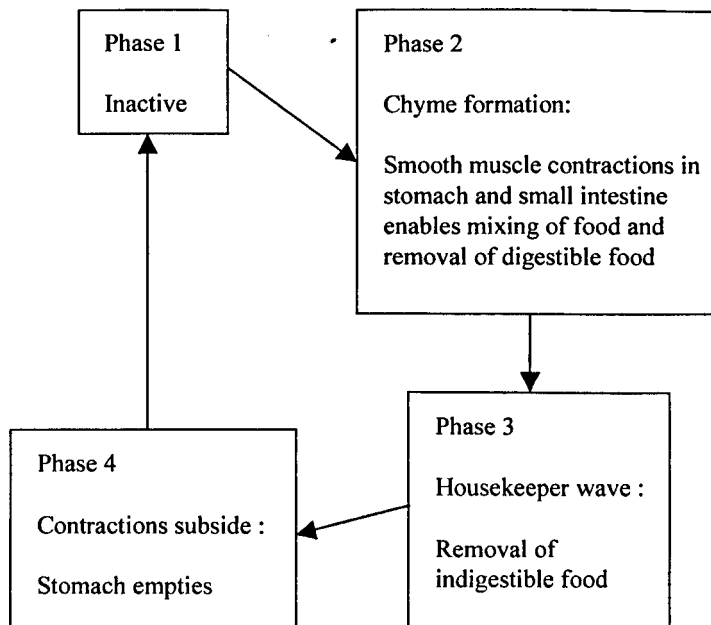 Phase 1
Inactive
Phase 2
Chyme formation:
Smooth muscle contractions in
stomach and small intestine
enables mixing of food and
removal of digestible food
Phase 3
Housekeeper wave :
Removal of
indigestible food
Phase 4
Contractions subside :
Stomach empties